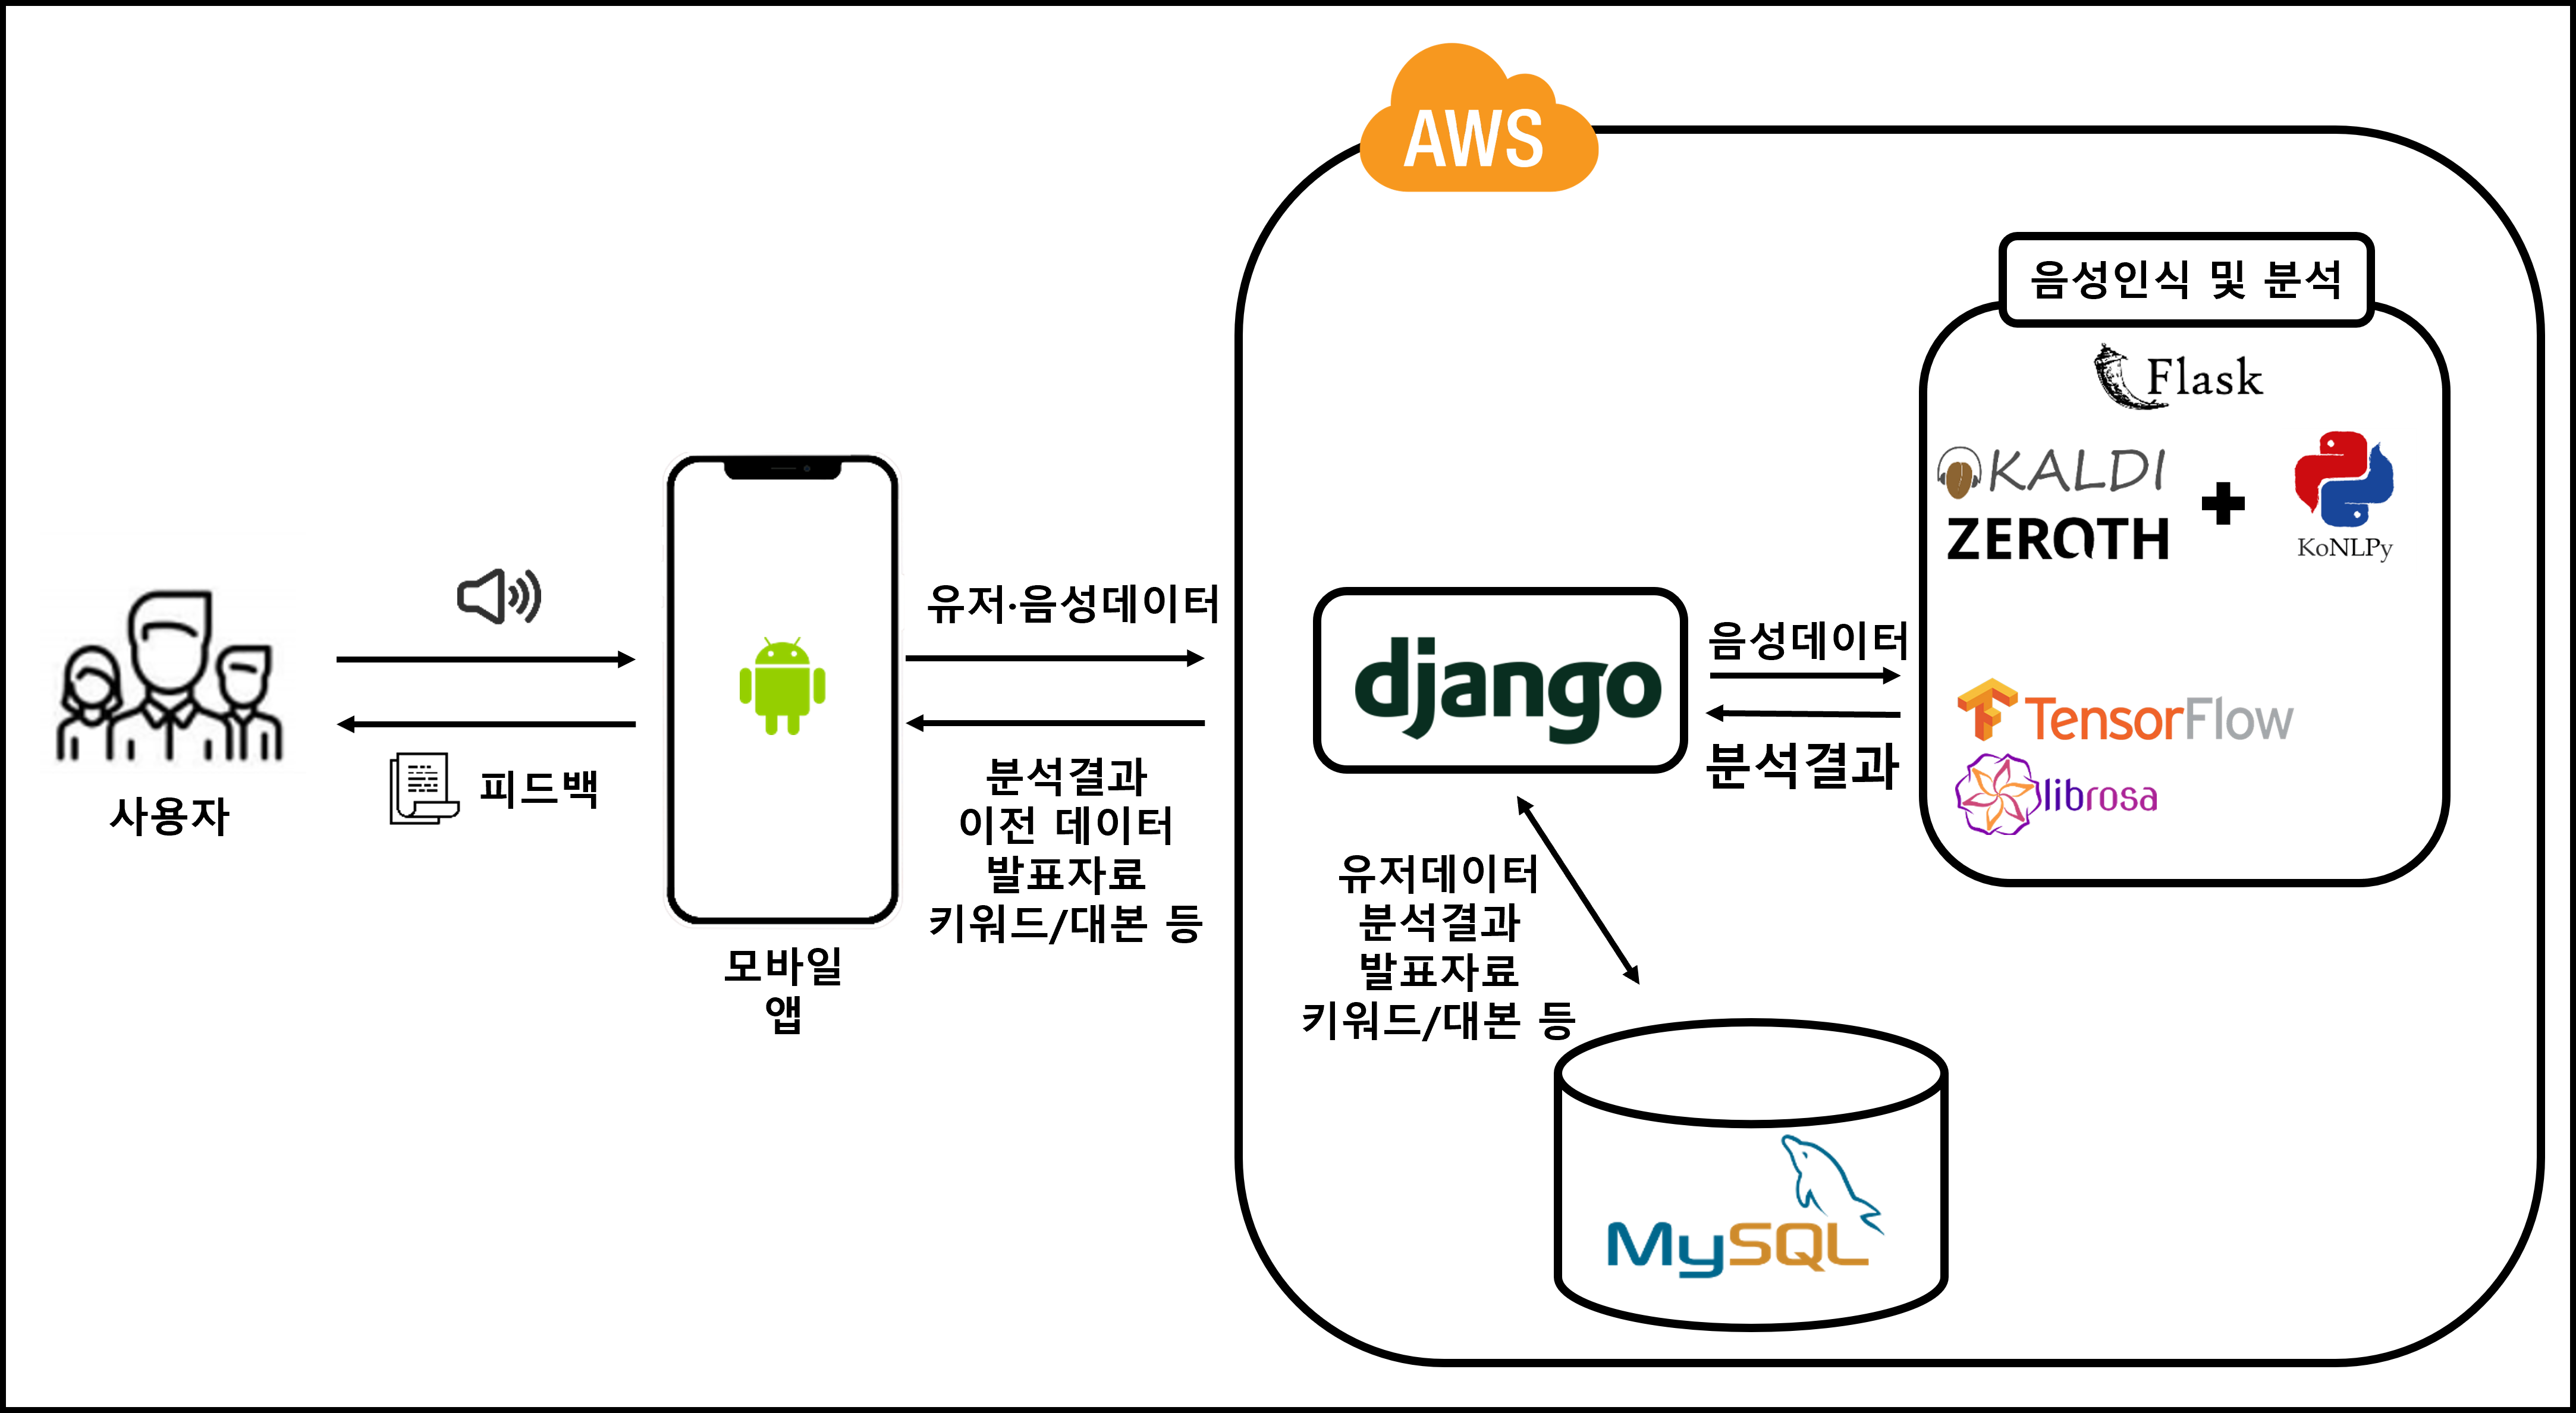 AWS
음성인식 및 분석
Flask
KALDI
ZEROTH
KoNLPy
유저·음성데이터
음성데이터
django
TensorFlow
librosa
분석결과
피드백
사용자
분석결과
이전 데이터
발표자료
키워드/대본 등
모바일
앱
유저데이터
분석결과
발표자료
키워드/대본 등
MySQL